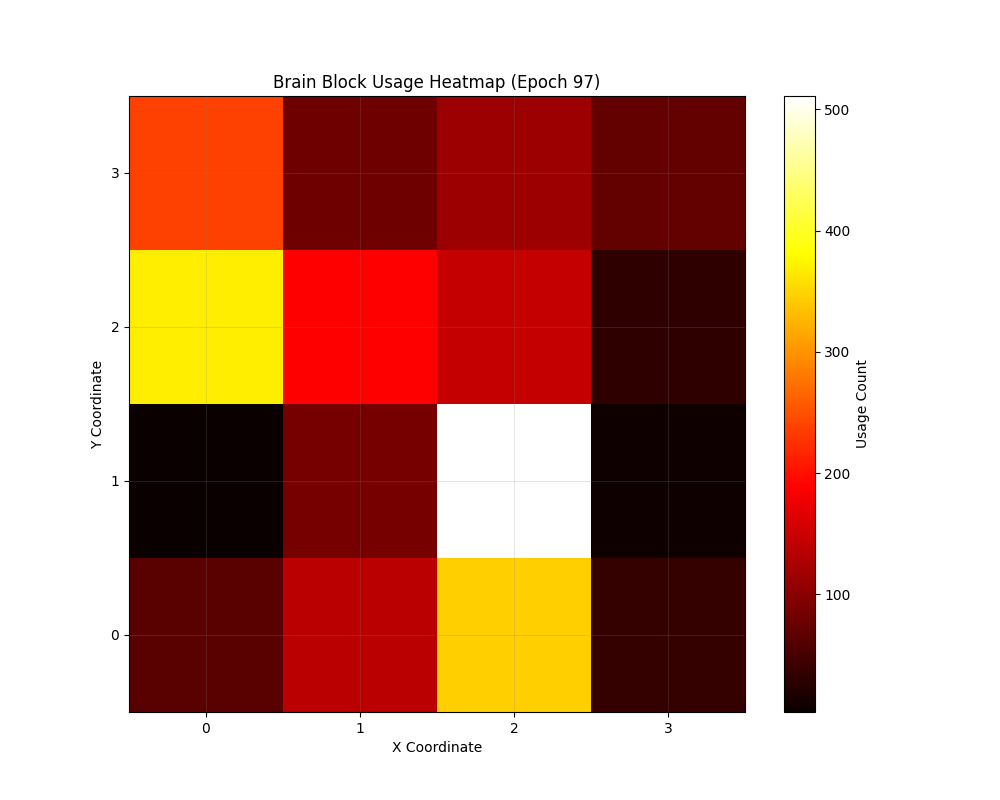 Brain Block Usage Heatmap (Epoch 97)
3
2
1
0
Y Coordinate
0 1 2 3
X Coordinate
500
400
300
200
100
Usage Count